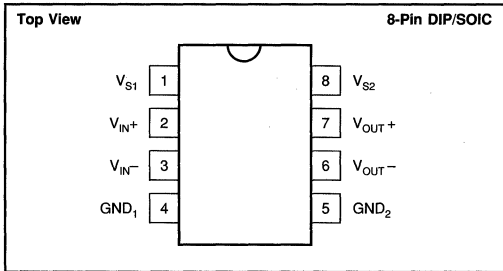 Top View 8-Pin DIP/SOIC
V_S1 1 8 V_S2
V_IN+ 2 7 V_OUT+
V_IN− 3 6 V_OUT−
GND_1 4 5 GND_2